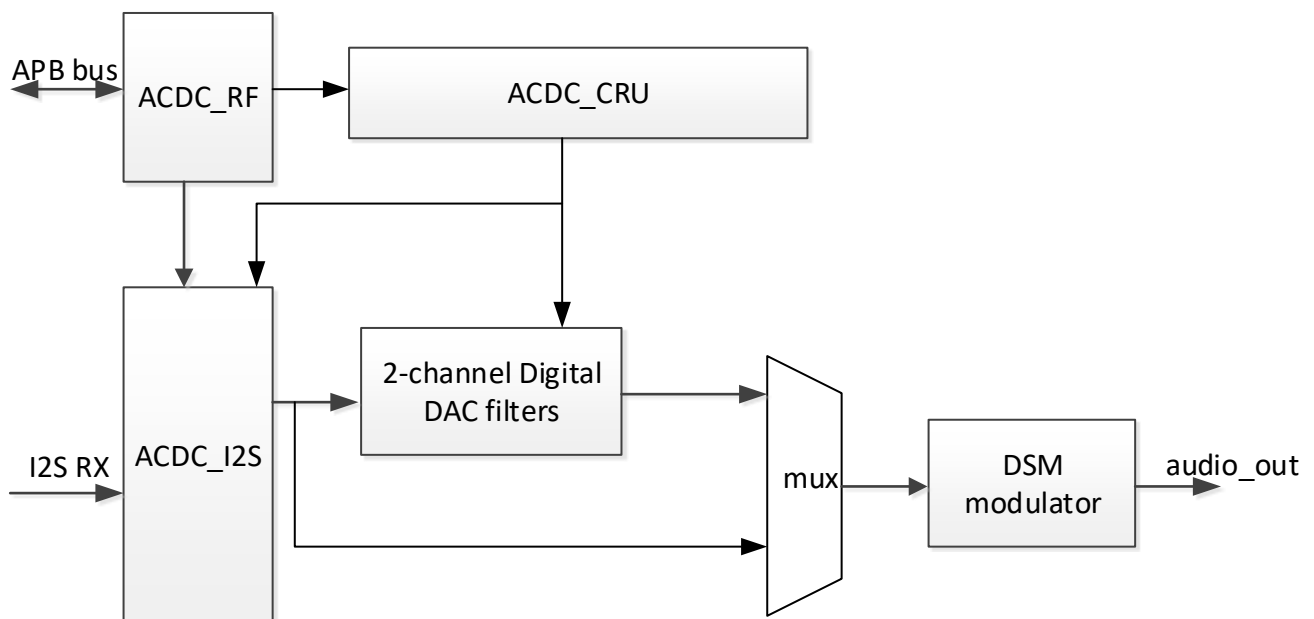 APB bus
ACDC_RF
ACDC_CRU
2-channel Digital
DAC filters
ACDC_I2S
I2S RX
mux
DSM
modulator
audio_out